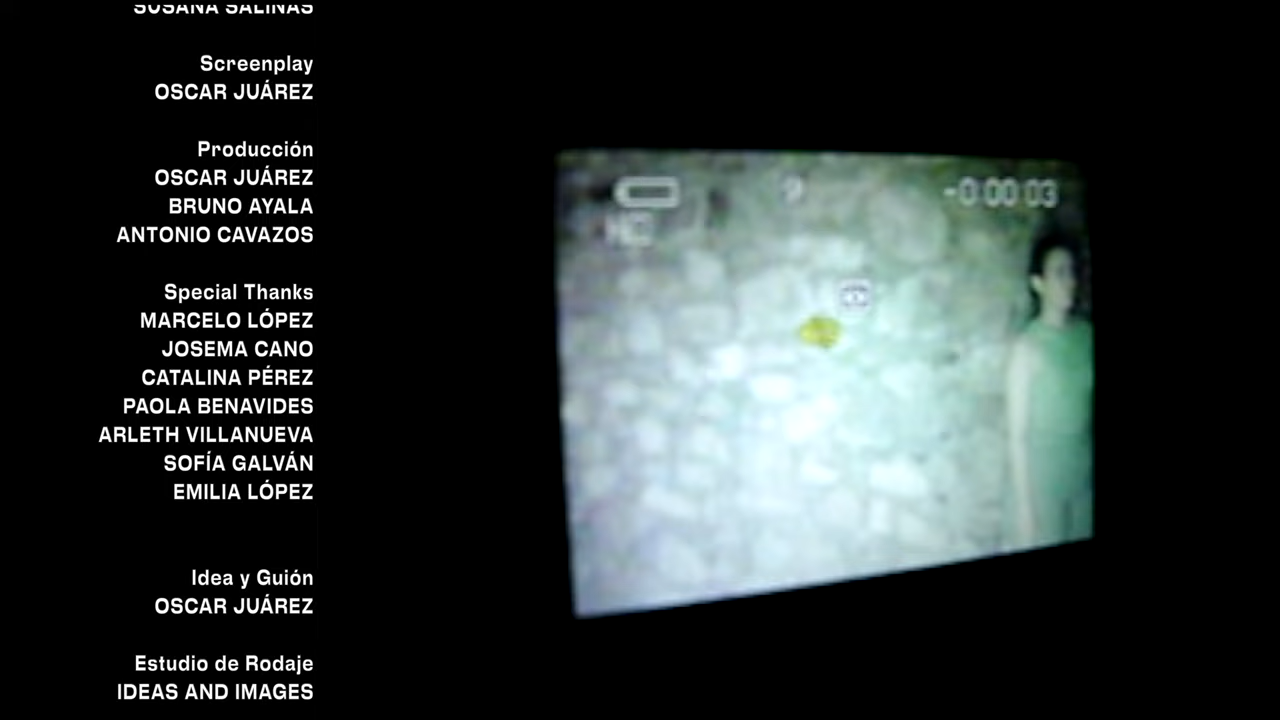 SUSANA SALINAS
Screenplay
OSCAR JUÁREZ
Producción
OSCAR JUÁREZ
BRUNO AYALA
ANTONIO CAVAZOS
Special Thanks
MARCELO LÓPEZ
JOSEMA CANO
CATALINA PÉREZ
PAOLA BENAVIDES
ARLETH VILLANUEVA
SOFÍA GALVÁN
EMILIA LÓPEZ
Idea y Guión
OSCAR JUÁREZ
Estudio de Rodaje
IDEAS AND IMAGES
-0:00:03